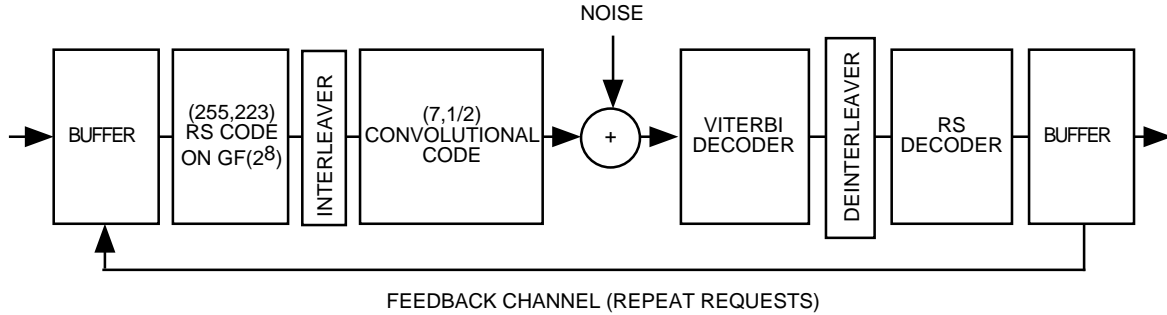 NOISE
BUFFER
(255,223)
RS CODE
ON GF(2⁸)
INTERLEAVER
(7,1/2)
CONVOLUTIONAL
CODE
+
VITERBI
DECODER
DEINTERLEAVER
RS
DECODER
BUFFER
FEEDBACK CHANNEL (REPEAT REQUESTS)